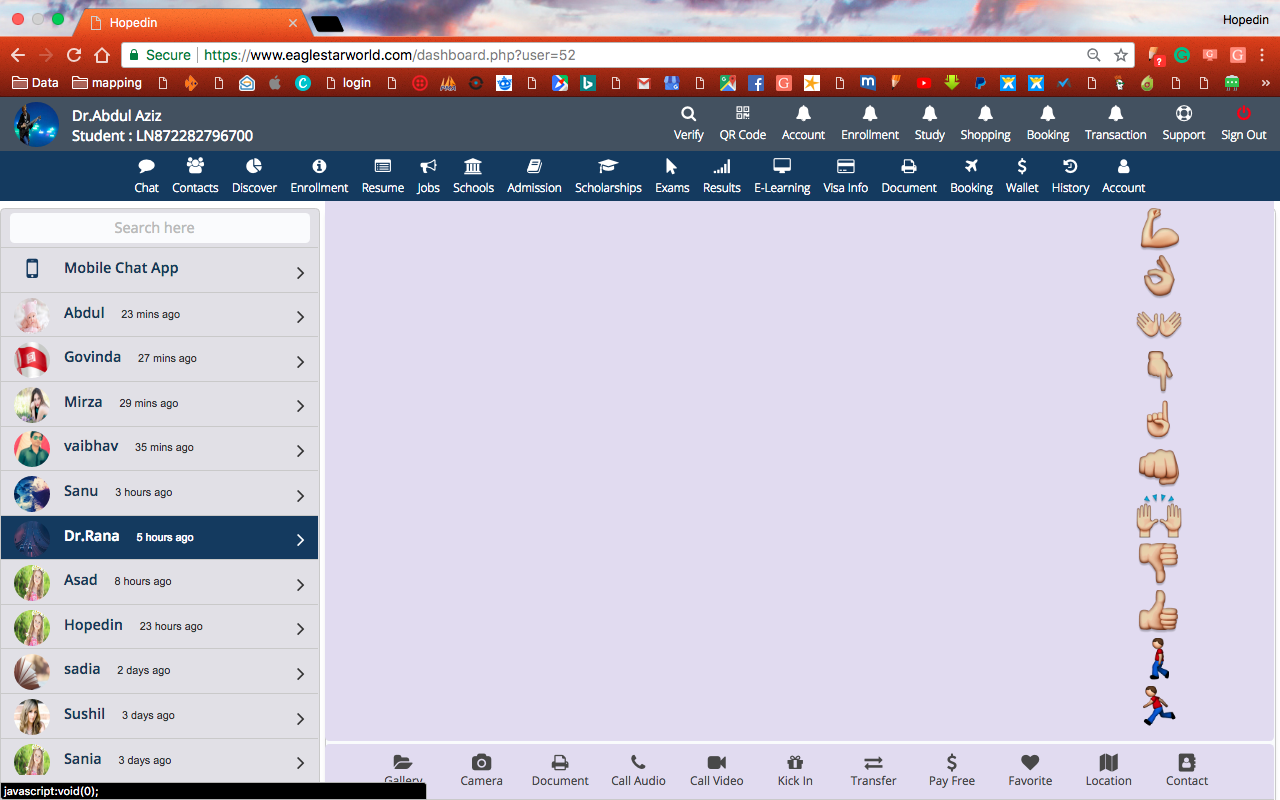 Hopedin
Hopedin
Secure https://www.eaglestarworld.com/dashboard.php?user=52
Data mapping login
Dr.Abdul Aziz
Student : LN872282796700
Verify QR Code Account Enrollment Study Shopping Booking Transaction Support Sign Out
Chat Contacts Discover Enrollment Resume Jobs Schools Admission Scholarships Exams Results E-Learning Visa Info Document Booking Wallet History Account
Search here
Mobile Chat App
Abdul 23 mins ago
Govinda 27 mins ago
Mirza 29 mins ago
vaibhav 35 mins ago
Sanu 3 hours ago
Dr.Rana 5 hours ago
Asad 8 hours ago
Hopedin 23 hours ago
sadia 2 days ago
Sushil 3 days ago
Sania 3 days ago
Gallery Camera Document Call Audio Call Video Kick In Transfer Pay Free Favorite Location Contact
javascript:void(0);